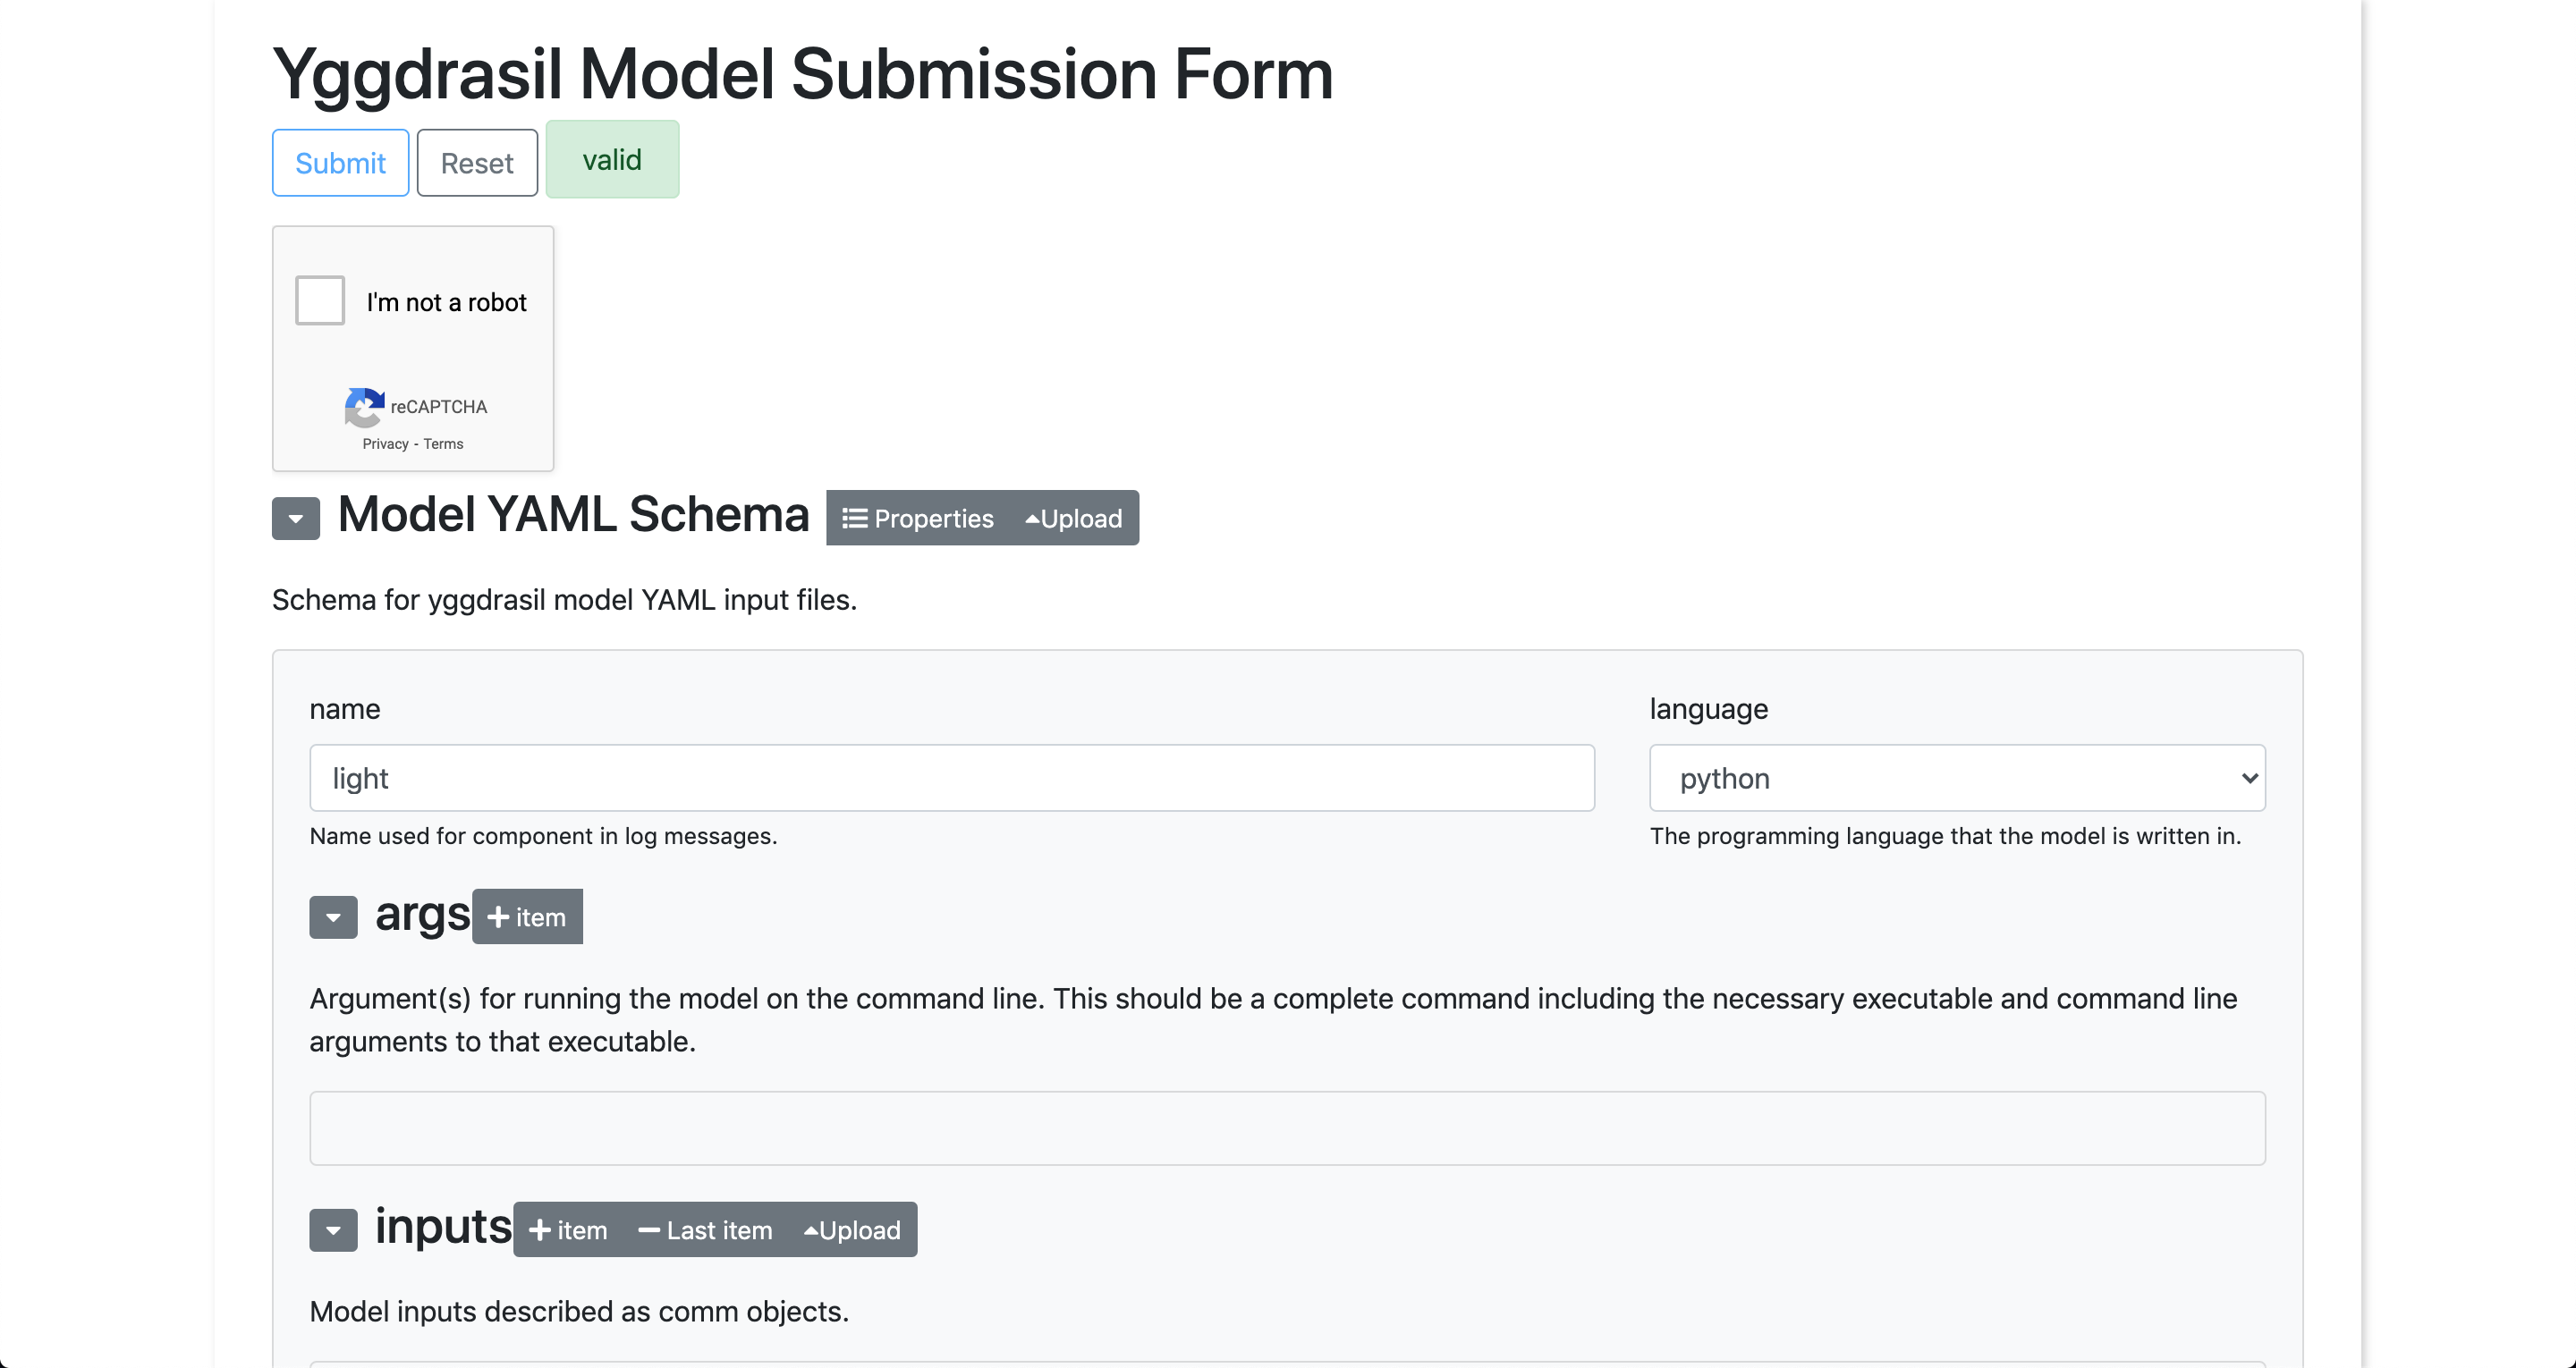 Yggdrasil Model Submission Form
Submit Reset valid
I'm not a robot
reCAPTCHA
Privacy - Terms
Model YAML Schema Properties Upload
Schema for yggdrasil model YAML input files.
name language
light python
Name used for component in log messages. The programming language that the model is written in.
args + item
Argument(s) for running the model on the command line. This should be a complete command including the necessary executable and command line
arguments to that executable.
inputs + item − Last item Upload
Model inputs described as comm objects.